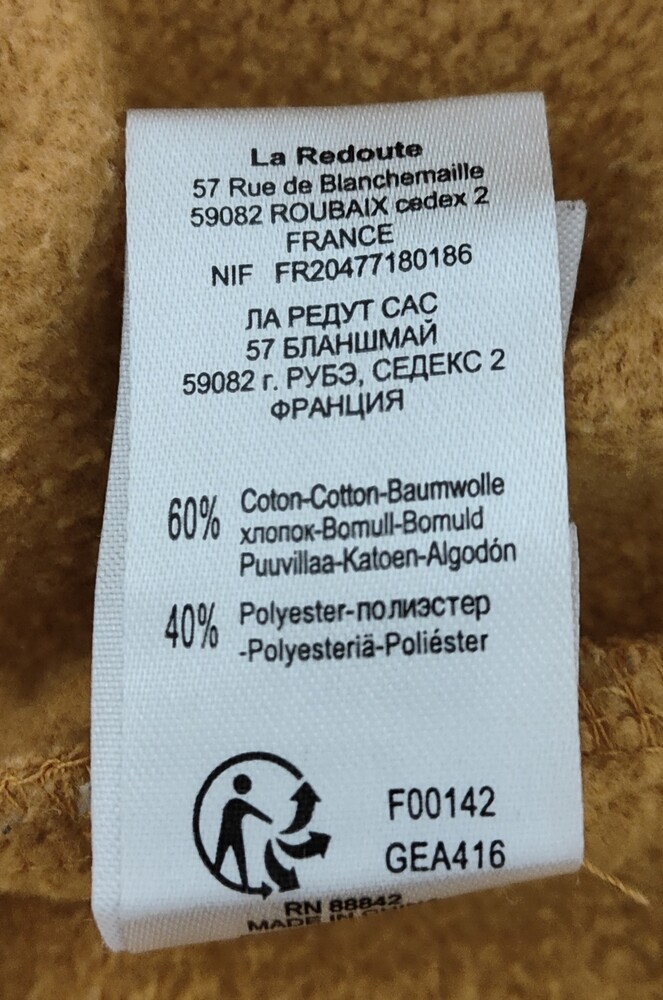 La Redoute
57 Rue de Blanchemaille
59082 ROUBAIX cedex 2
FRANCE
NIF FR20477180186
ЛА РЕДУТ САС
57 БЛАНШМАЙ
59082 г. РУБЭ, СЕДЕКС 2
ФРАНЦИЯ
60% Coton-Cotton-Baumwolle
хлопок-Bomull-Bomuld
Puuvillaa-Katoen-Algodón
40% Polyester-полиэстер
-Polyesteriä-Poliéster
F00142
GEA416
RN 88842
MADE IN